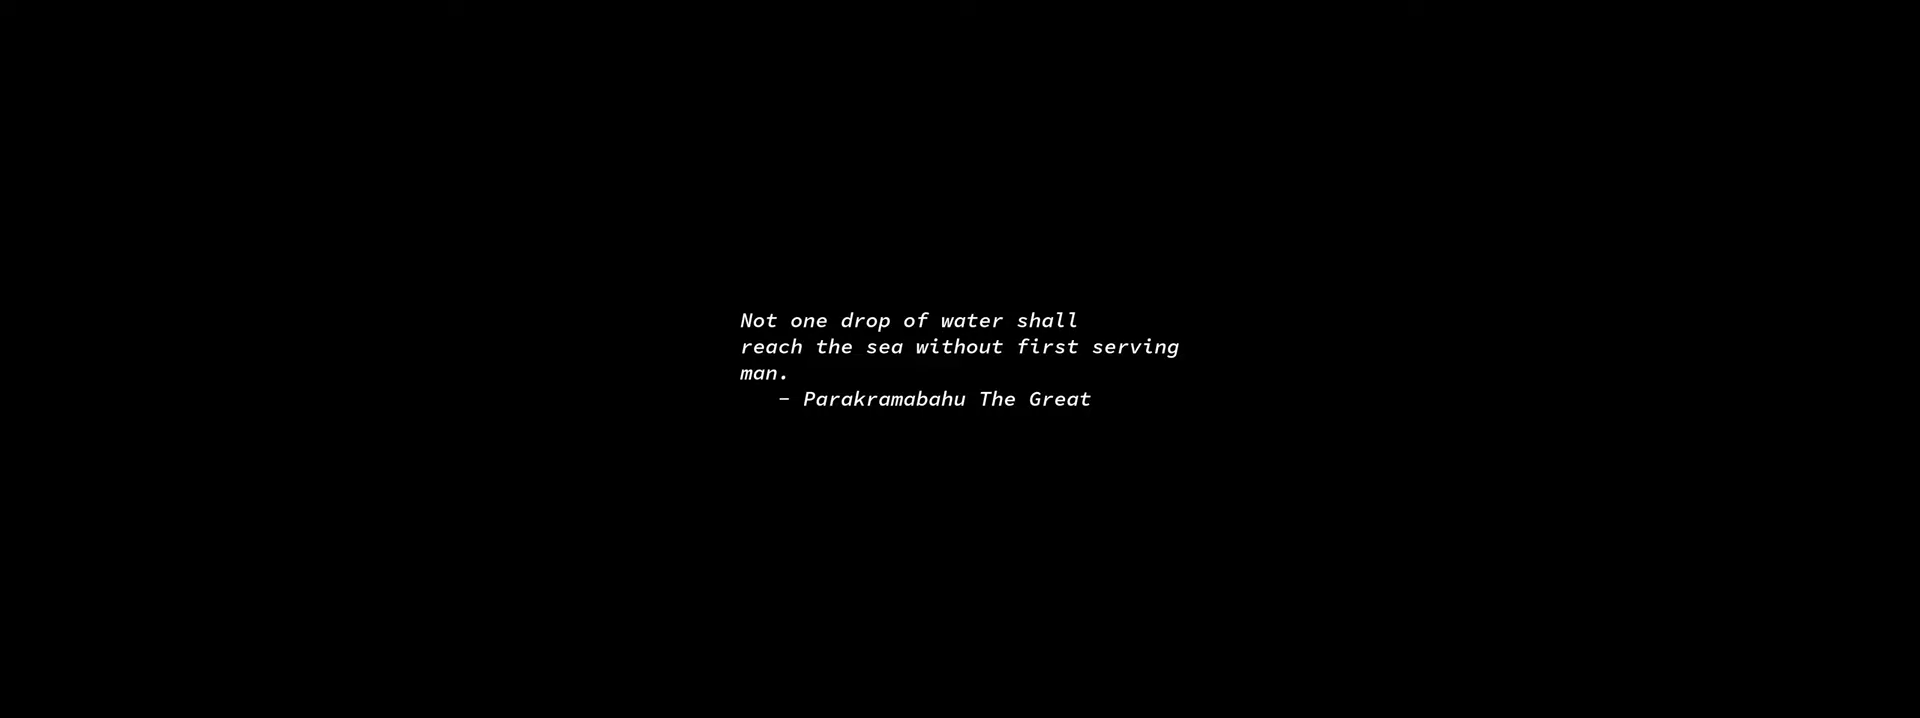 Not one drop of water shall
reach the sea without first serving
man.
– Parakramabahu The Great